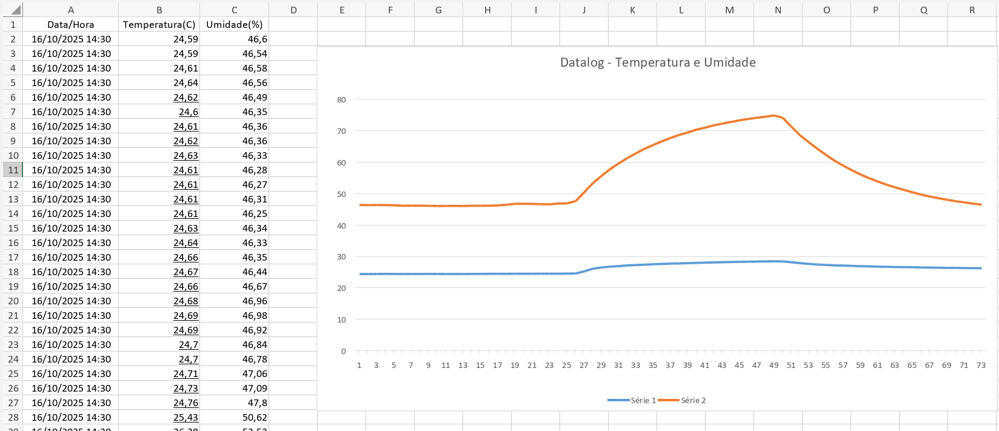 A B C D E F G H I J K L M N O P Q R
1 Data/Hora Temperatura(C) Umidade(%)
2 16/10/2025 14:30 24,59 46,6
3 16/10/2025 14:30 24,59 46,54
4 16/10/2025 14:30 24,61 46,58
5 16/10/2025 14:30 24,64 46,56
6 16/10/2025 14:30 24,62 46,49
7 16/10/2025 14:30 24,6 46,35
8 16/10/2025 14:30 24,61 46,36
9 16/10/2025 14:30 24,62 46,36
10 16/10/2025 14:30 24,63 46,33
11 16/10/2025 14:30 24,61 46,28
12 16/10/2025 14:30 24,61 46,27
13 16/10/2025 14:30 24,61 46,31
14 16/10/2025 14:30 24,61 46,25
15 16/10/2025 14:30 24,63 46,34
16 16/10/2025 14:30 24,64 46,33
17 16/10/2025 14:30 24,66 46,35
18 16/10/2025 14:30 24,67 46,44
19 16/10/2025 14:30 24,66 46,67
20 16/10/2025 14:30 24,68 46,96
21 16/10/2025 14:30 24,69 46,98
22 16/10/2025 14:30 24,69 46,92
23 16/10/2025 14:30 24,7 46,84
24 16/10/2025 14:30 24,7 46,78
25 16/10/2025 14:30 24,71 47,06
26 16/10/2025 14:30 24,73 47,09
27 16/10/2025 14:30 24,76 47,8
28 16/10/2025 14:30 25,43 50,62
Datalog - Temperatura e Umidade
80
70
60
50
40
30
20
10
0
1 3 5 7 9 11 13 15 17 19 21 23 25 27 29 31 33 35 37 39 41 43 45 47 49 51 53 55 57 59 61 63 65 67 69 71 73
Série 1 Série 2